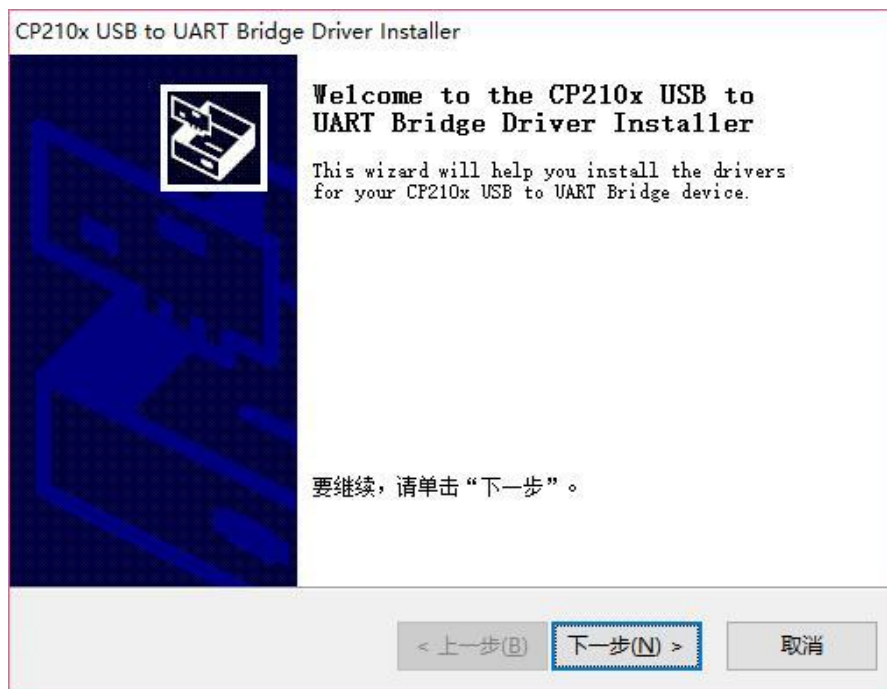 CP210x USB to UART Bridge Driver Installer
Welcome to the CP210x USB to
UART Bridge Driver Installer
This wizard will help you install the drivers
for your CP210x USB to UART Bridge device.
要继续，请单击“下一步”。
< 上一步(B)
下一步(N) >
取消